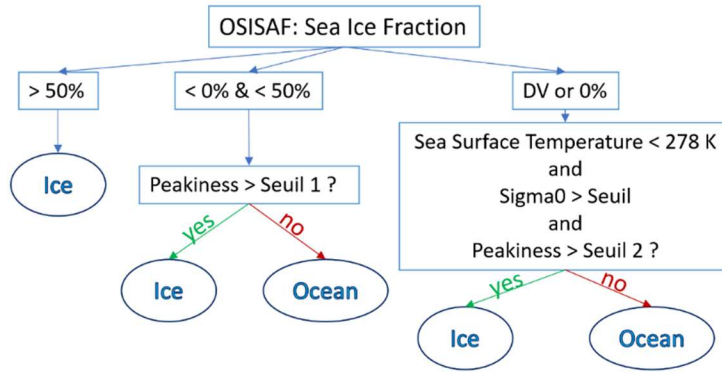 OSISAF: Sea Ice Fraction
> 50%
< 0% & < 50%
DV or 0%
Ice
Peakiness > Seuil 1 ?
Sea Surface Temperature < 278 K
and
Sigma0 > Seuil
and
Peakiness > Seuil 2 ?
yes
no
Ice
Ocean
yes
no
Ice
Ocean